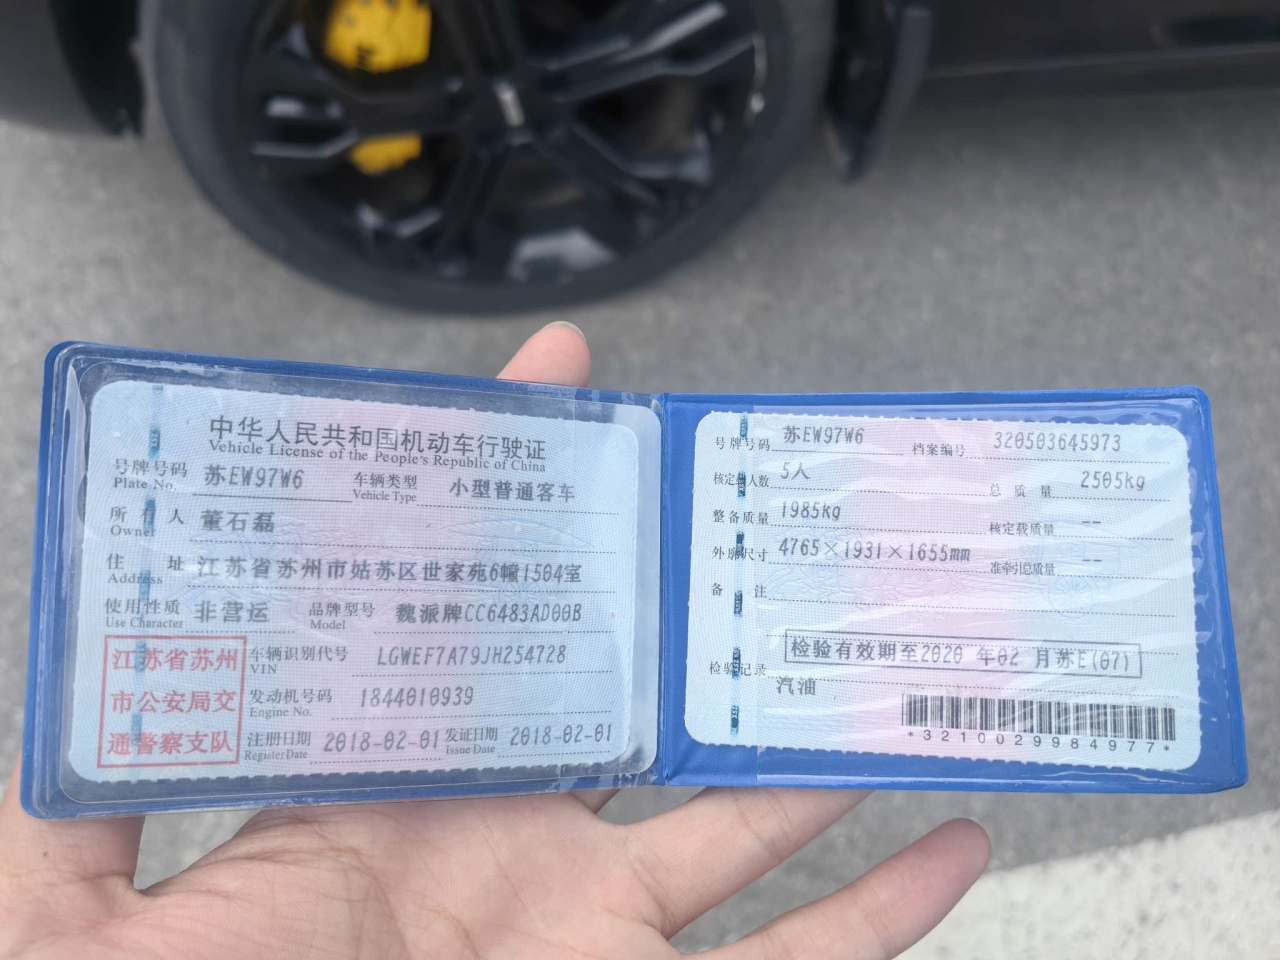 中华人民共和国机动车行驶证
Vehicle License of the People's Republic of China
号牌号码 苏EW97W6 车辆类型 小型普通客车
Plate No. Vehicle Type
所有人 董石磊
Owner
住址 江苏省苏州市姑苏区世家苑6幢1504室
Address
使用性质 非营运 品牌型号 魏派牌CC6483AD00B
Use Character Model
江苏省苏州
市公安局交
通警察支队
车辆识别代号 LGWEF7A79JH254728
VIN
发动机号码 1844010939
Engine No.
注册日期 2018-02-01 发证日期 2018-02-01
Register Date Issue Date
号牌号码 苏EW97W6 档案编号 320503645973
核定载人数 5人 总质量 2505kg
整备质量 1985kg 核定载质量 --
外廓尺寸 4765×1931×1655mm 准牵引总质量 --
备注
检验有效期至2020 年02 月苏E(07)
检验记录
汽油
*3210029984977*